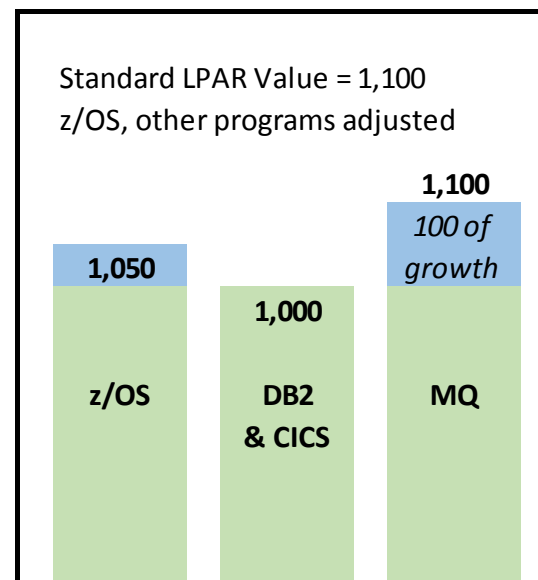 Standard LPAR Value = 1,100
z/OS, other programs adjusted
1,100
100 of
growth
1,050
1,000
z/OS
DB2
& CICS
MQ